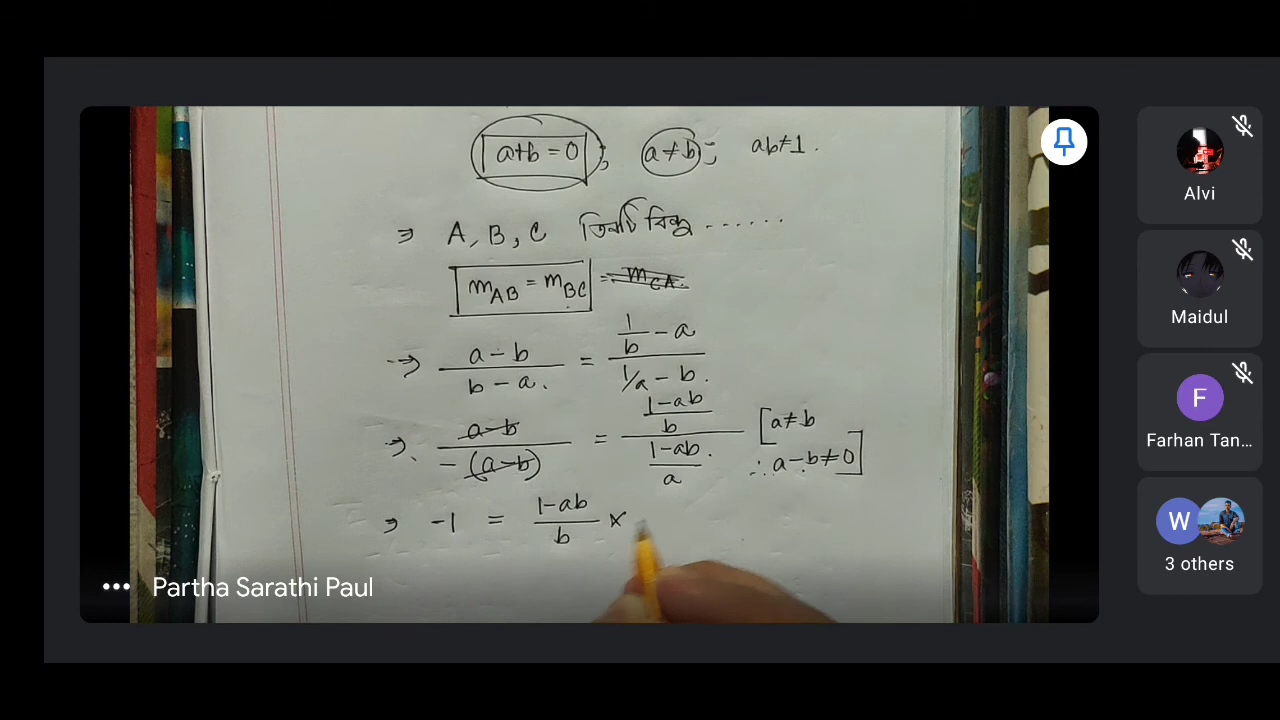 a+b=0 ; a≠b ; ab≠1.
⇒ A, B, C তিনটি বিন্দু ......
m_AB = m_BC = m_CA.
⇒ (a-b)/(b-a). = (1/b - a)/(1/a - b).
⇒ (a-b)/(-(a-b)) = ((1-ab)/b)/((1-ab)/a) [a≠b
∴ a-b≠0]
⇒ -1 = (1-ab)/b ×
Partha Sarathi Paul
Alvi
Maidul
F
Farhan Tan...
W
3 others